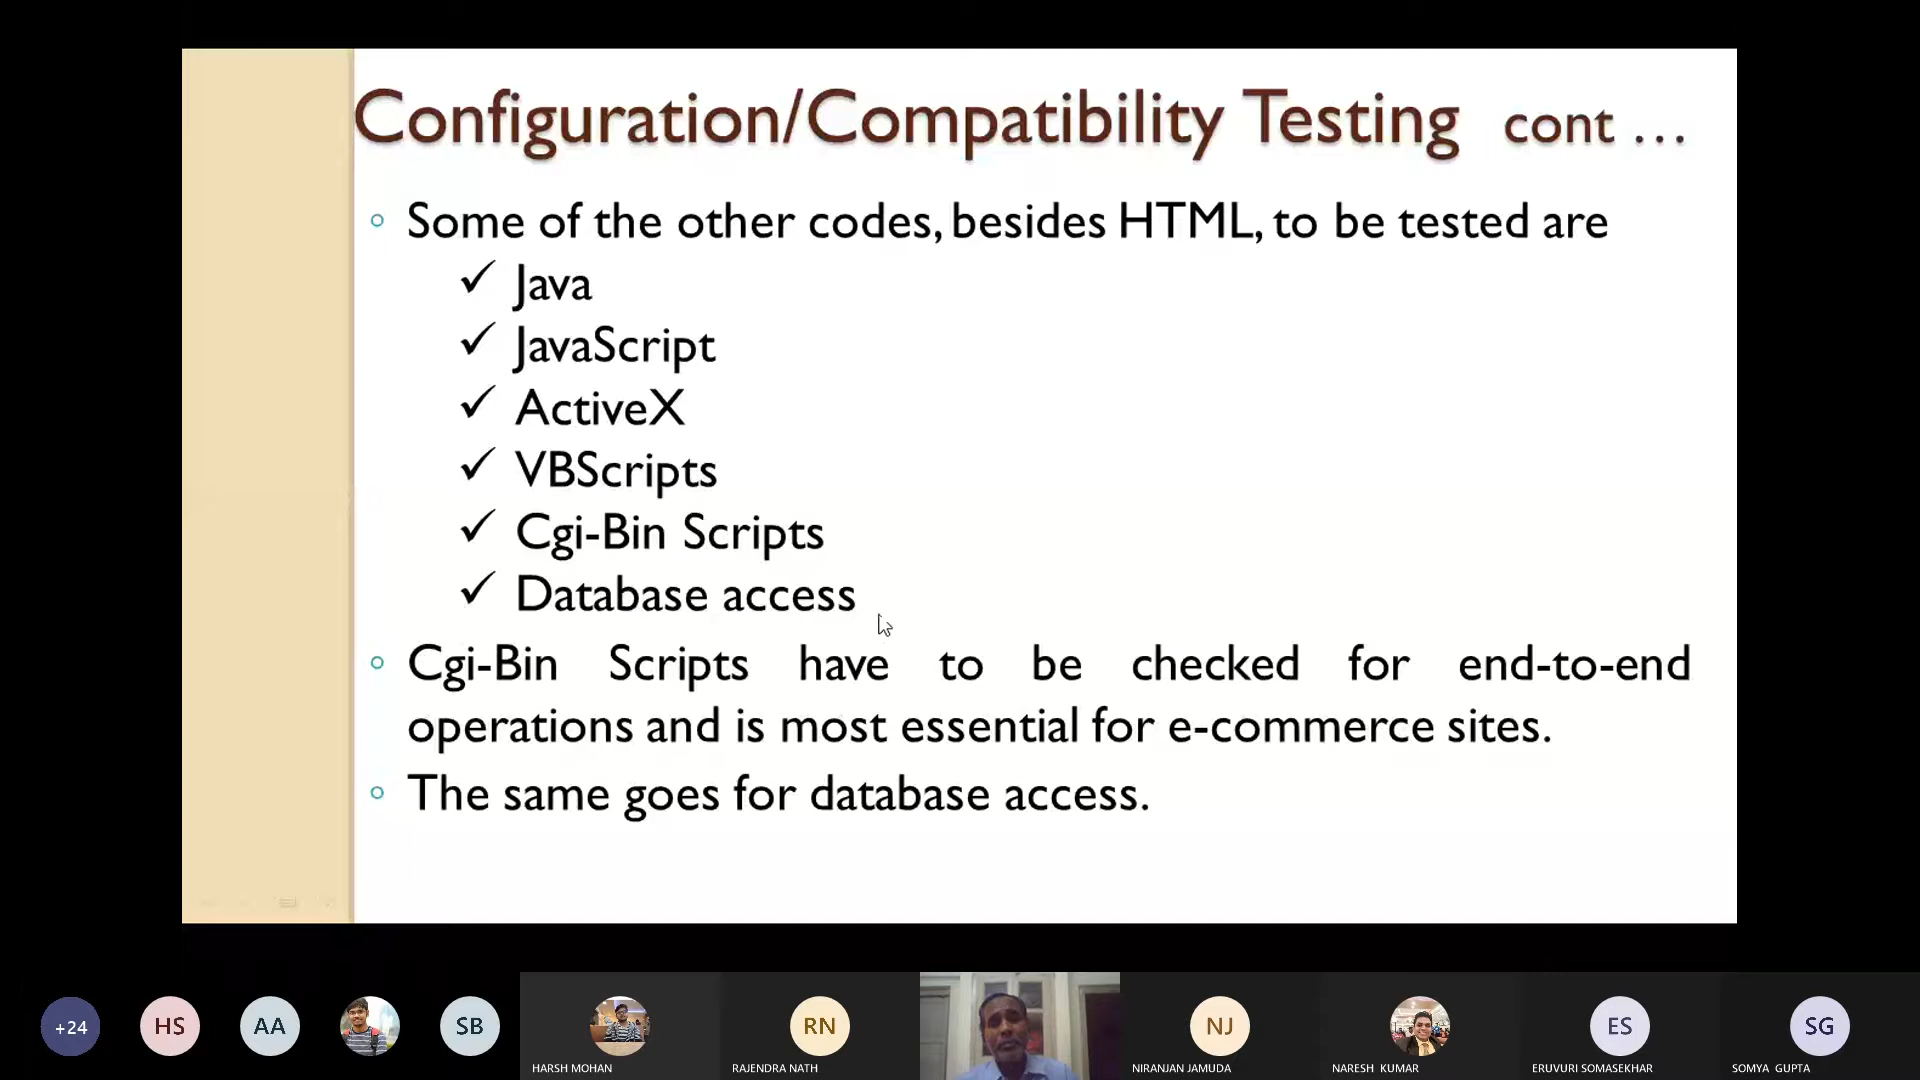 Configuration/Compatibility Testing cont ...
Some of the other codes, besides HTML, to be tested are
Java
JavaScript
ActiveX
VBScripts
Cgi-Bin Scripts
Database access
Cgi-Bin Scripts have to be checked for end-to-end
operations and is most essential for e-commerce sites.
The same goes for database access.
+24
HS
AA
SB
HARSH MOHAN
RN
RAJENDRA NATH
NJ
NIRANJAN JAMUDA
NARESH KUMAR
ES
ERUVURI SOMASEKHAR
SG
SOMYA GUPTA